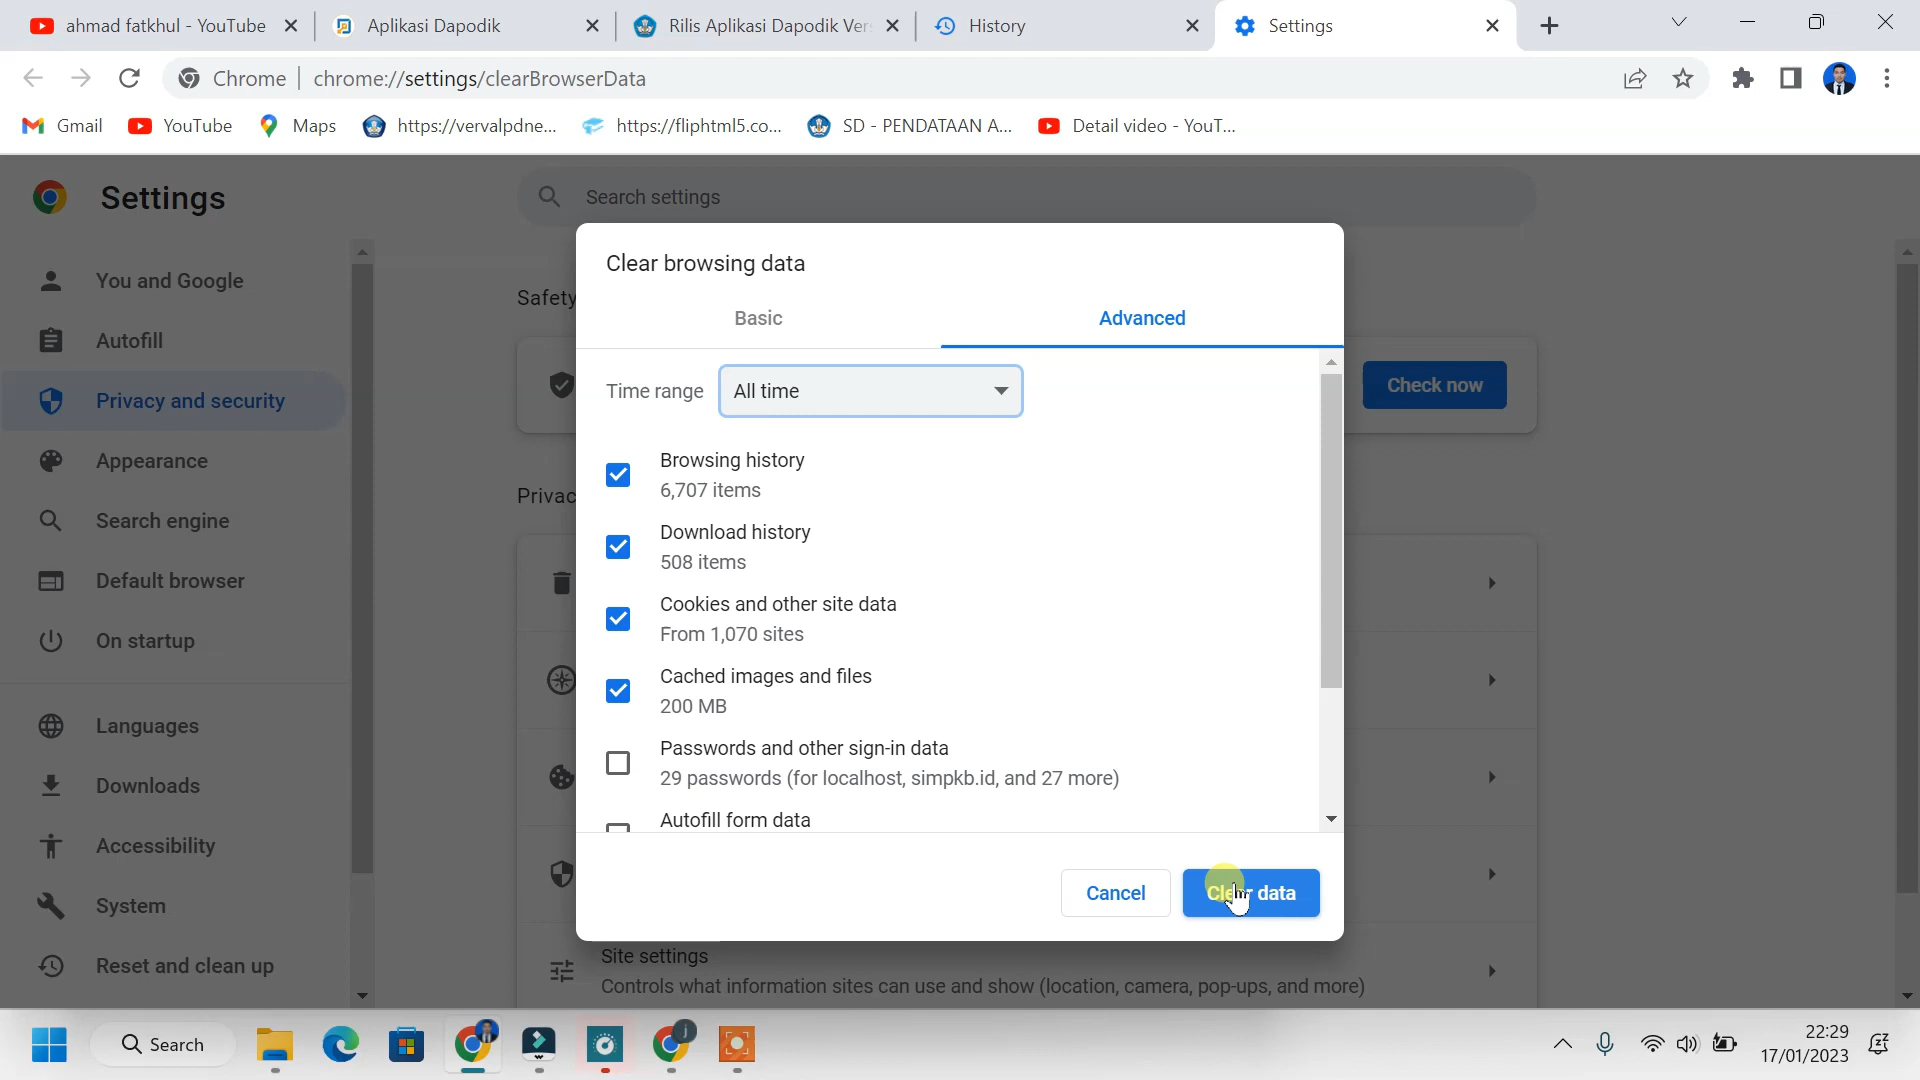 ahmad fatkhul - YouTube
Aplikasi Dapodik
Rilis Aplikasi Dapodik Ver
History
Settings
Chrome
chrome://settings/clearBrowserData
Gmail
YouTube
Maps
https://vervalpdne...
https://fliphtml5.co...
SD - PENDATAAN A...
Detail video - YouT...
Settings
Search settings
You and Google
Autofill
Privacy and security
Appearance
Search engine
Default browser
On startup
Languages
Downloads
Accessibility
System
Reset and clean up
Safety
Check now
Privac
Clear browsing data
Basic
Advanced
Time range
All time
Browsing history
6,707 items
Download history
508 items
Cookies and other site data
From 1,070 sites
Cached images and files
200 MB
Passwords and other sign-in data
29 passwords (for localhost, simpkb.id, and 27 more)
Autofill form data
Cancel
Clear data
Site settings
Controls what information sites can use and show (location, camera, pop-ups, and more)
Search
j
22:29
17/01/2023